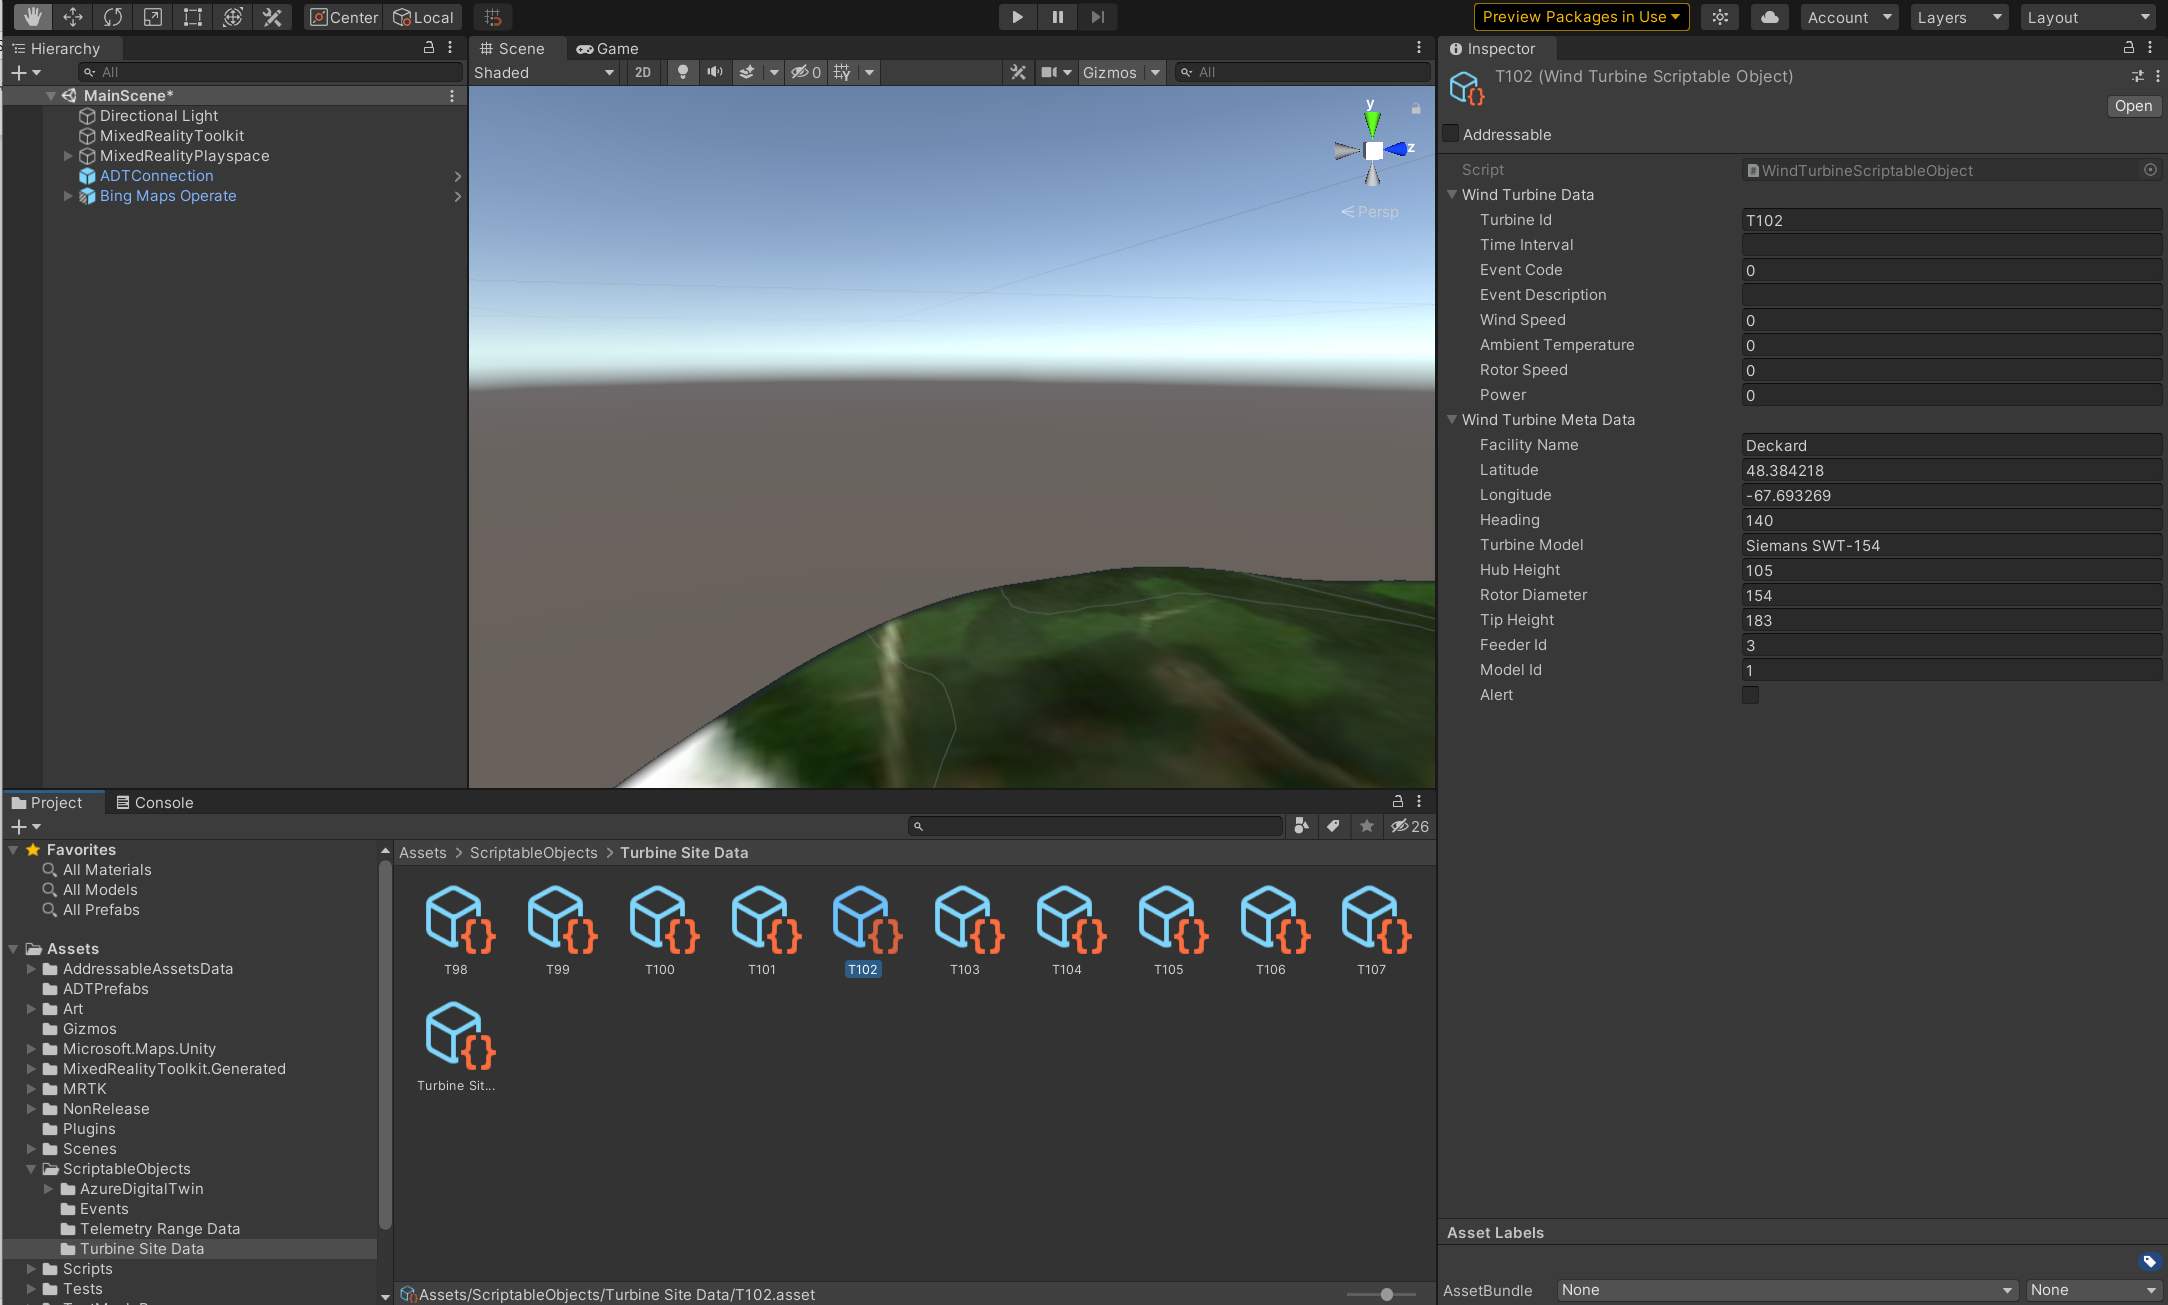 Center
Local
Preview Packages in Use
Account
Layers
Layout
Hierarchy
All
MainScene*
Directional Light
MixedRealityToolkit
MixedRealityPlayspace
ADTConnection
Bing Maps Operate
Scene
Game
Shaded
2D
0
Gizmos
All
y
z
Persp
Inspector
T102 (Wind Turbine Scriptable Object)
Open
Addressable
Script
WindTurbineScriptableObject
Wind Turbine Data
Turbine Id
T102
Time Interval
Event Code
0
Event Description
Wind Speed
0
Ambient Temperature
0
Rotor Speed
0
Power
0
Wind Turbine Meta Data
Facility Name
Deckard
Latitude
48.384218
Longitude
-67.693269
Heading
140
Turbine Model
Siemans SWT-154
Hub Height
105
Rotor Diameter
154
Tip Height
183
Feeder Id
3
Model Id
1
Alert
Project
Console
26
Favorites
All Materials
All Models
All Prefabs
Assets
AddressableAssetsData
ADTPrefabs
Art
Gizmos
Microsoft.Maps.Unity
MixedRealityToolkit.Generated
MRTK
NonRelease
Plugins
Scenes
ScriptableObjects
AzureDigitalTwin
Events
Telemetry Range Data
Turbine Site Data
Scripts
Tests
Assets > ScriptableObjects > Turbine Site Data
T98
T99
T100
T101
T102
T103
T104
T105
T106
T107
Turbine Sit...
Assets/ScriptableObjects/Turbine Site Data/T102.asset
Asset Labels
AssetBundle
None
None